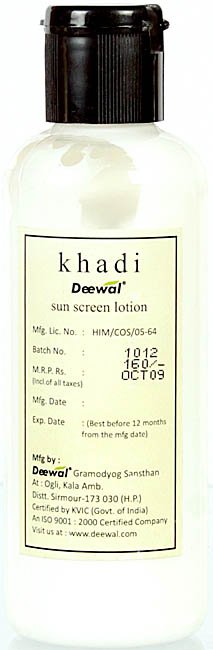 khadi
Deewal®
sun screen lotion
Mfg. Lic. No. : HIM/COS/05-64
Batch No. : 1012
M.R.P. Rs. : 160/-
(Incl.of all taxes) OCT09
Mfg. Date :
Exp. Date : (Best before 12 months
from the mfg date)
Mfg by :
Deewal® Gramodyog Sansthan
At : Ogli, Kala Amb.
Distt. Sirmour-173 030 (H.P.)
Certified by KVIC (Govt. of India)
An ISO 9001 : 2000 Certified Company
Visit us at : www.deewal.com